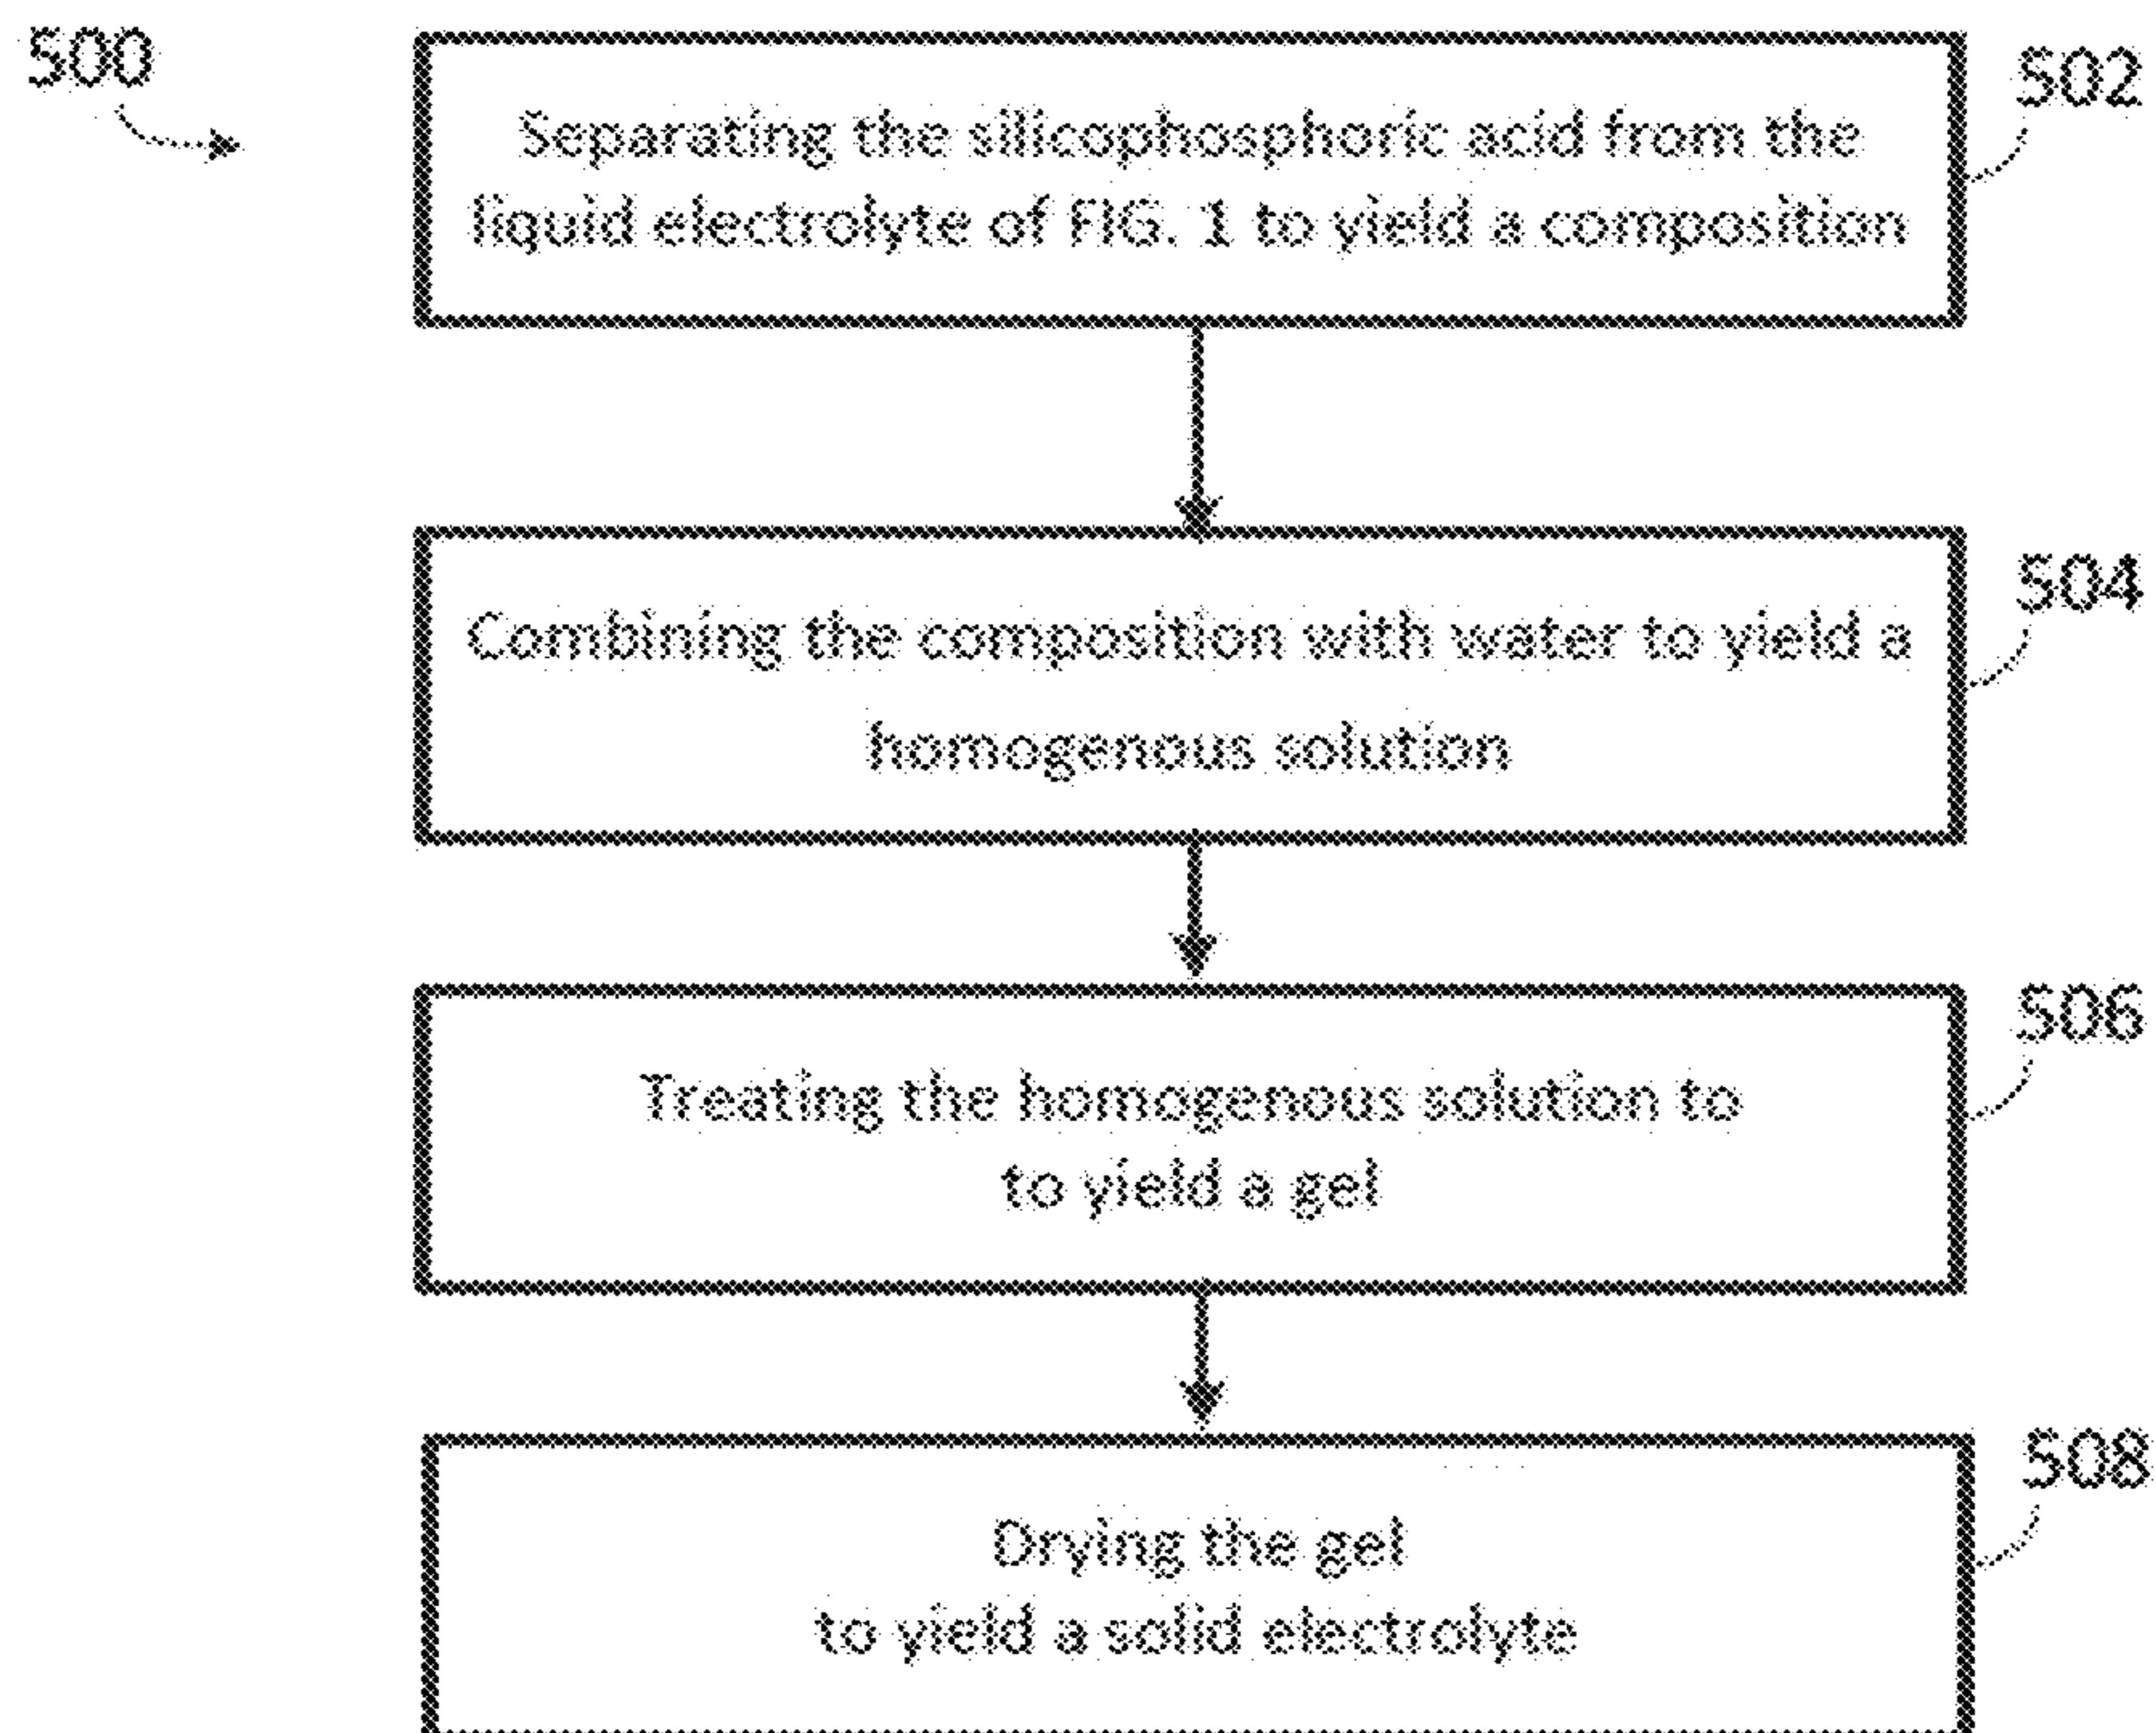 500
502
Separating the silicophosphoric acid from the
liquid electrolyte of FIG. 1 to yield a composition
504
Combining the composition with water to yield a
homogenous solution
506
Treating the homogenous solution to
to yield a gel
508
Drying the gel
to yield a solid electrolyte